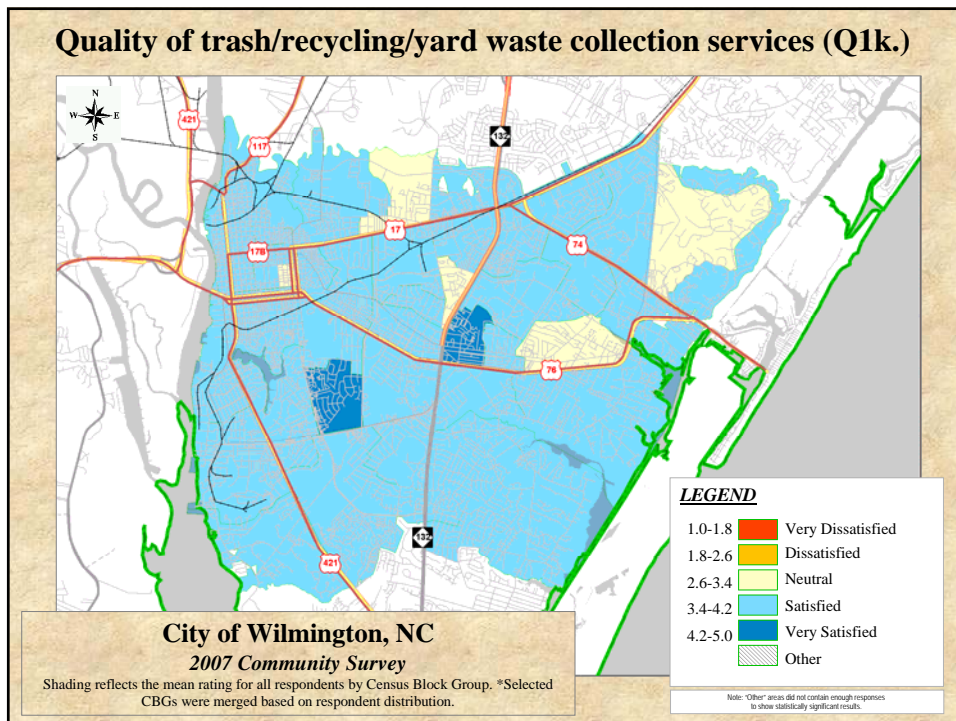 Quality of trash/recycling/yard waste collection services (Q1k.)
N
W E
S
421
117
132
17
17B
74
76
132
421
LEGEND
1.0-1.8 Very Dissatisfied
1.8-2.6 Dissatisfied
2.6-3.4 Neutral
3.4-4.2 Satisfied
4.2-5.0 Very Satisfied
Other
City of Wilmington, NC
2007 Community Survey
Shading reflects the mean rating for all respondents by Census Block Group. *Selected
CBGs were merged based on respondent distribution.
Note: "Other" areas did not contain enough responses
to show statistically significant results.